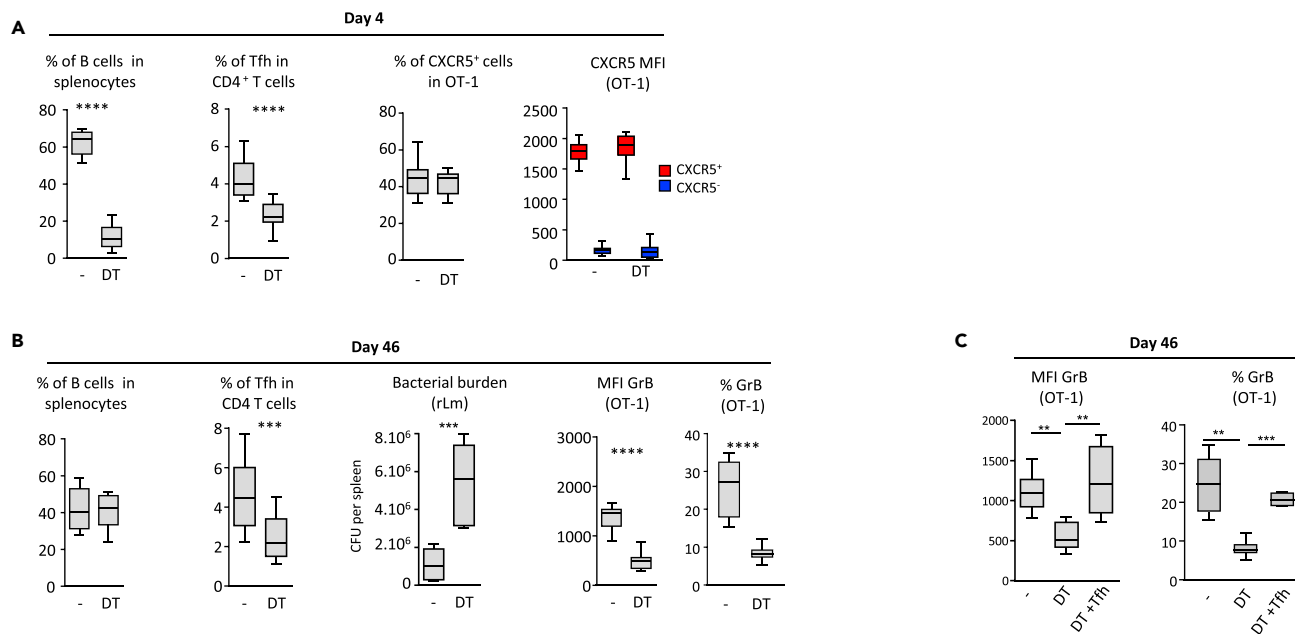 A
Day 4
% of B cells in
splenocytes
% of Tfh in
CD4⁺ T cells
% of CXCR5⁺ cells
in OT-1
CXCR5 MFI
(OT-1)
****
80
60
40
20
0
- DT
****
8
6
4
2
0
- DT
80
60
40
20
0
- DT
2500
2000
1500
1000
500
0
- DT
CXCR5⁺
CXCR5⁻
B
Day 46
% of B cells in
splenocytes
% of Tfh in
CD4 T cells
Bacterial burden
(rLm)
MFI GrB
(OT-1)
% GrB
(OT-1)
80
60
40
20
0
- DT
***
8
6
4
2
0
- DT
CFU per spleen
***
8.10⁶
6.10⁶
4.10⁶
2.10⁶
0
- DT
****
3000
2000
1000
0
- DT
****
40
30
20
10
0
- DT
C
Day 46
MFI GrB
(OT-1)
% GrB
(OT-1)
** **
2000
1500
1000
500
0
- DT DT +Tfh
** ***
40
30
20
10
0
- DT DT +Tfh